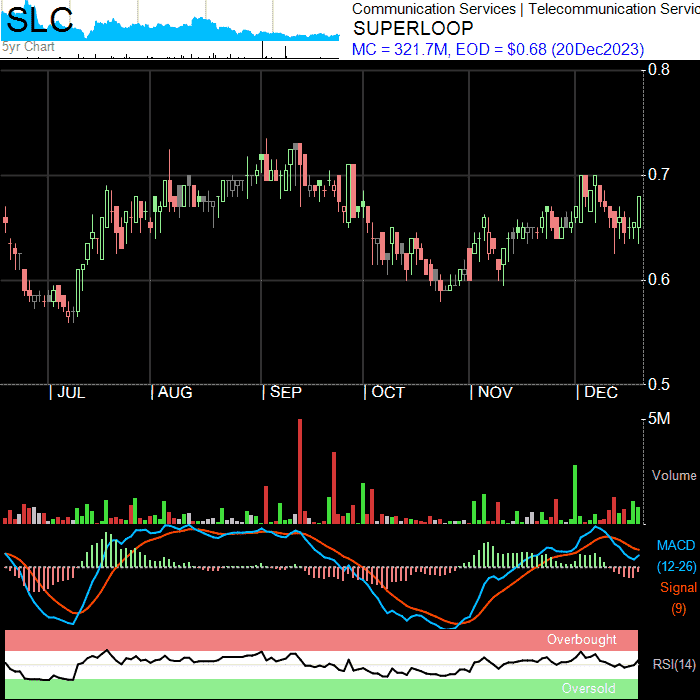 SLC
5yr Chart
Communication Services | Telecommunication Servic
SUPERLOOP
MC = 321.7M, EOD = $0.68 (20Dec2023)
0.8
0.7
0.6
0.5
| JUL | AUG | SEP | OCT | NOV | DEC
5M
Volume
MACD
(12-26)
Signal
(9)
Overbought
RSI(14)
Oversold